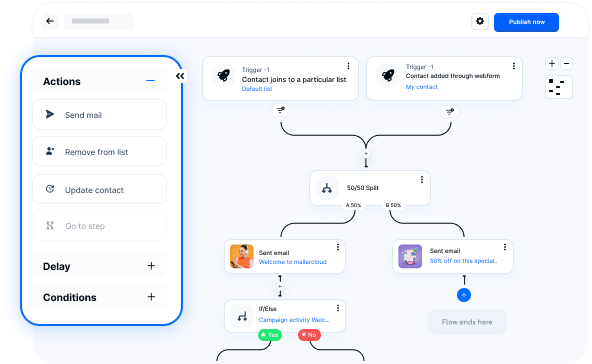 Publish now
Actions
Send mail
Remove from list
Update contact
Go to step
Delay
Conditions
Trigger -1
Contact joins to a particular list
Default list
Trigger -1
Contact added through webform
My contact
50/50 Split
A 50%
B 50%
Sent email
Welcome to mailercloud
Sent email
50% off on this special..
If/Else
Campaign activity Welc...
Yes
No
Flow ends here